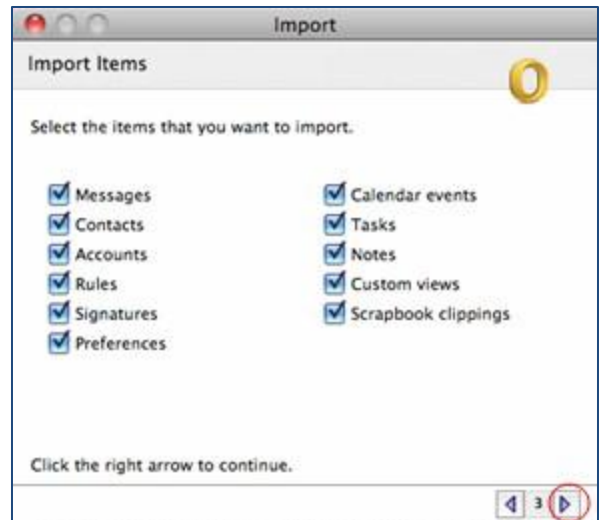 Import
Import Items
Select the items that you want to import.
Messages
Contacts
Accounts
Rules
Signatures
Preferences
Calendar events
Tasks
Notes
Custom views
Scrapbook clippings
Click the right arrow to continue.
3